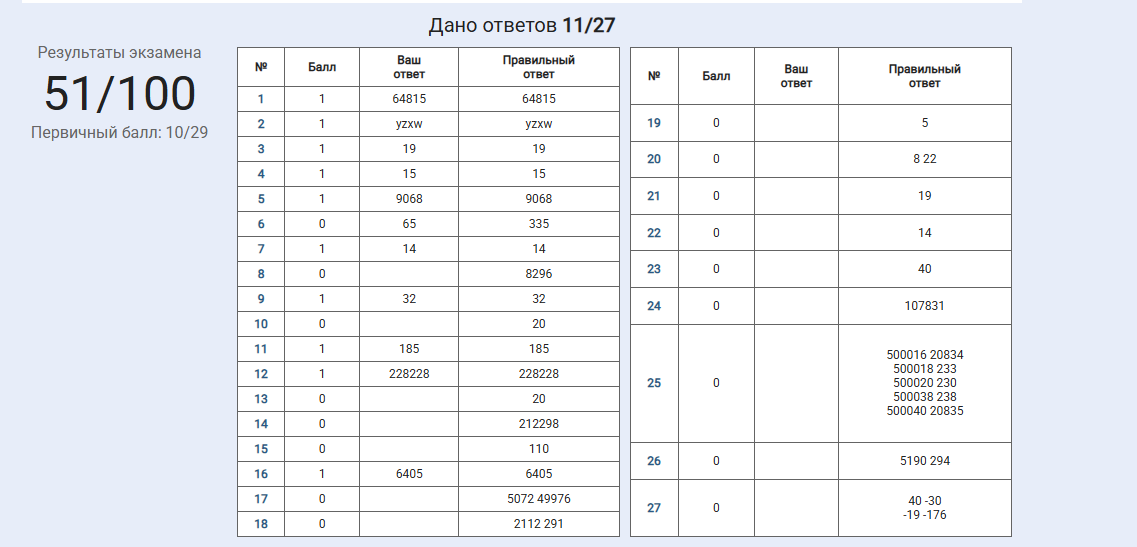 Дано ответов 11/27
Результаты экзамена
51/100
Первичный балл: 10/29
№ Балл Ваш ответ Правильный ответ
1 1 64815 64815
2 1 yzxw yzxw
3 1 19 19
4 1 15 15
5 1 9068 9068
6 0 65 335
7 1 14 14
8 0 8296
9 1 32 32
10 0 20
11 1 185 185
12 1 228228 228228
13 0 20
14 0 212298
15 0 110
16 1 6405 6405
17 0 5072 49976
18 0 2112 291
№ Балл Ваш ответ Правильный ответ
19 0 5
20 0 8 22
21 0 19
22 0 14
23 0 40
24 0 107831
25 0 500016 20834
500018 233
500020 230
500038 238
500040 20835
26 0 5190 294
27 0 40 -30
-19 -176